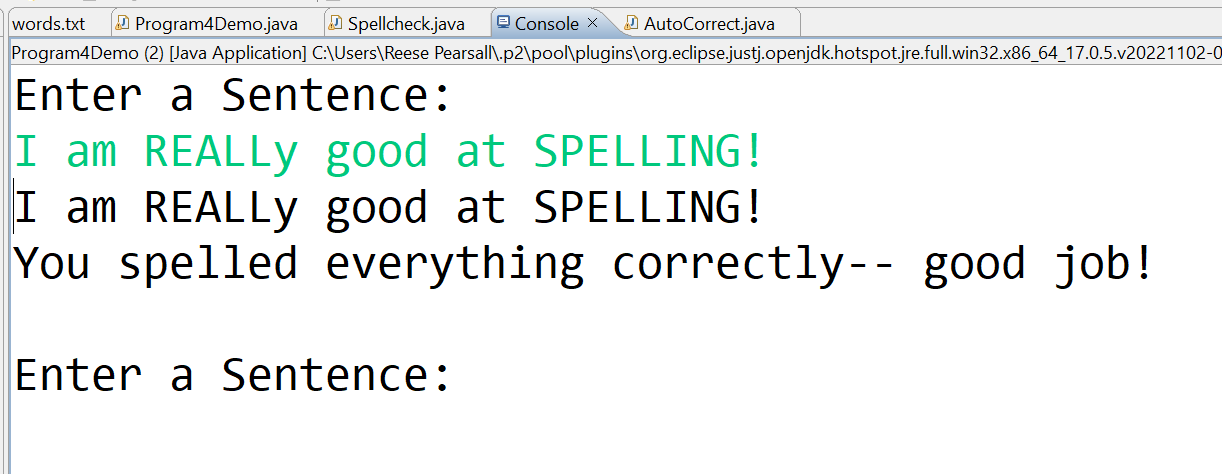 words.txt Program4Demo.java Spellcheck.java Console AutoCorrect.java
Program4Demo (2) [Java Application] C:\Users\Reese Pearsall\.p2\pool\plugins\org.eclipse.justj.openjdk.hotspot.jre.full.win32.x86_64_17.0.5.v20221102-0
Enter a Sentence:
I am REALLy good at SPELLING!
I am REALLy good at SPELLING!
You spelled everything correctly-- good job!
Enter a Sentence: